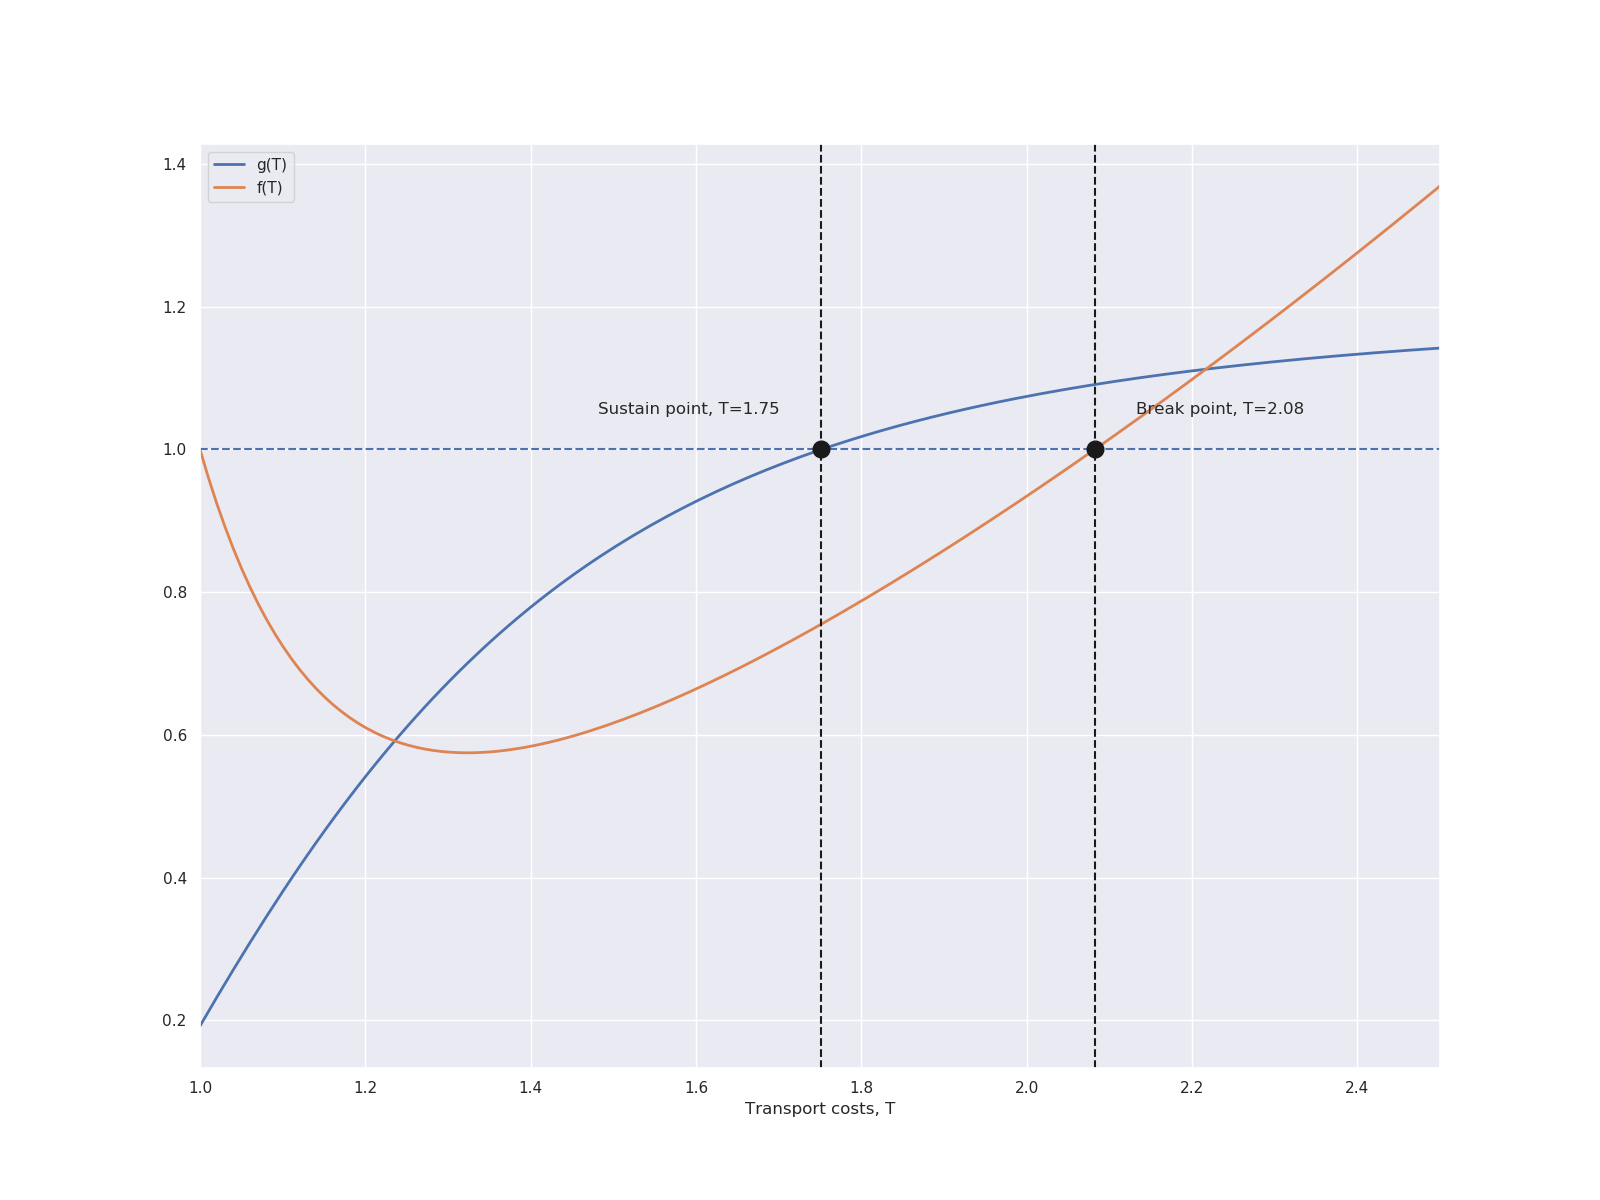 1.4
1.2
1.0
0.8
0.6
0.4
0.2
g(T)
f(T)
Sustain point, T=1.75
Break point, T=2.08
1.0 1.2 1.4 1.6 1.8 2.0 2.2 2.4
Transport costs, T